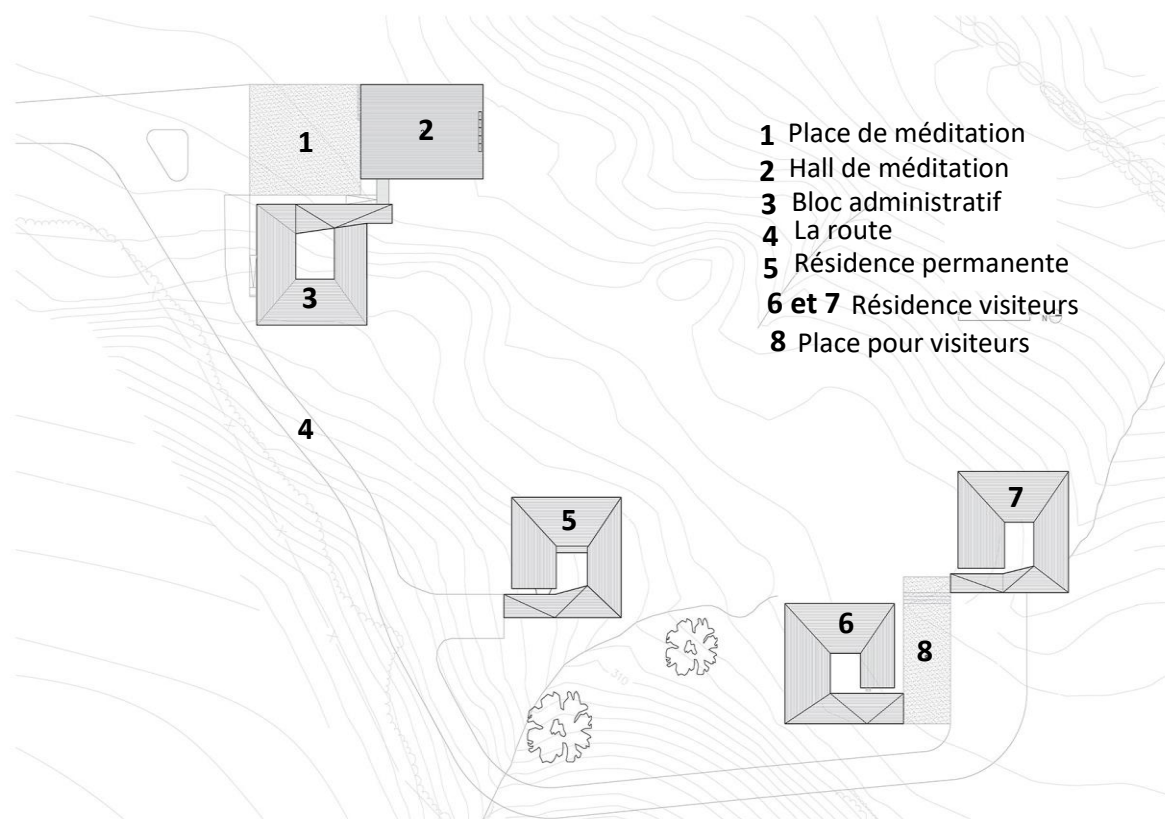 1
2
3
4
5
6
7
8
310
1 Place de méditation
2 Hall de méditation
3 Bloc administratif
4 La route
5 Résidence permanente
6 et 7 Résidence visiteurs
N
8 Place pour visiteurs